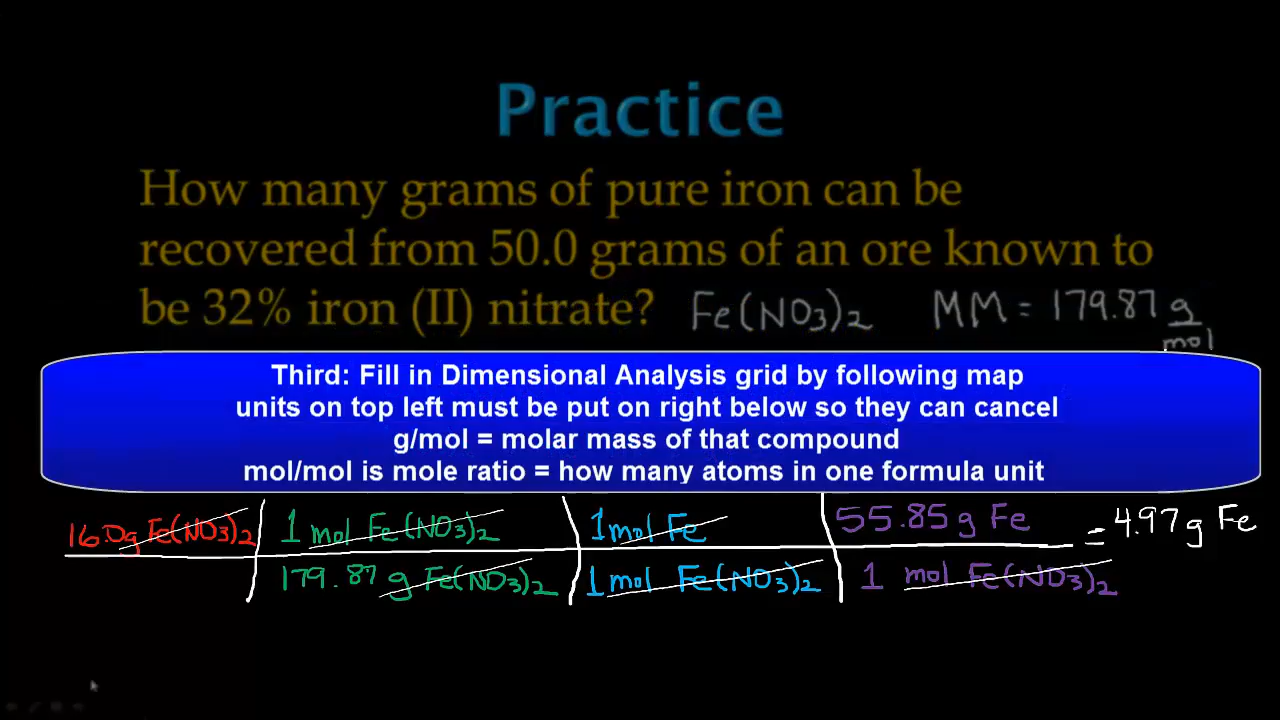 Practice
How many grams of pure iron can be
recovered from 50.0 grams of an ore known to
be 32% iron (II) nitrate? Fe(NO3)2 MM = 179.87 g
mol
Third: Fill in Dimensional Analysis grid by following map
units on top left must be put on right below so they can cancel
g/mol = molar mass of that compound
mol/mol is mole ratio = how many atoms in one formula unit
16.0g Fe(NO3)2 1 mol Fe(NO3)2 1 mol Fe 55.85 g Fe = 4.97 g Fe
179.87 g Fe(NO3)2 1 mol Fe(NO3)2 1 mol Fe(NO3)2